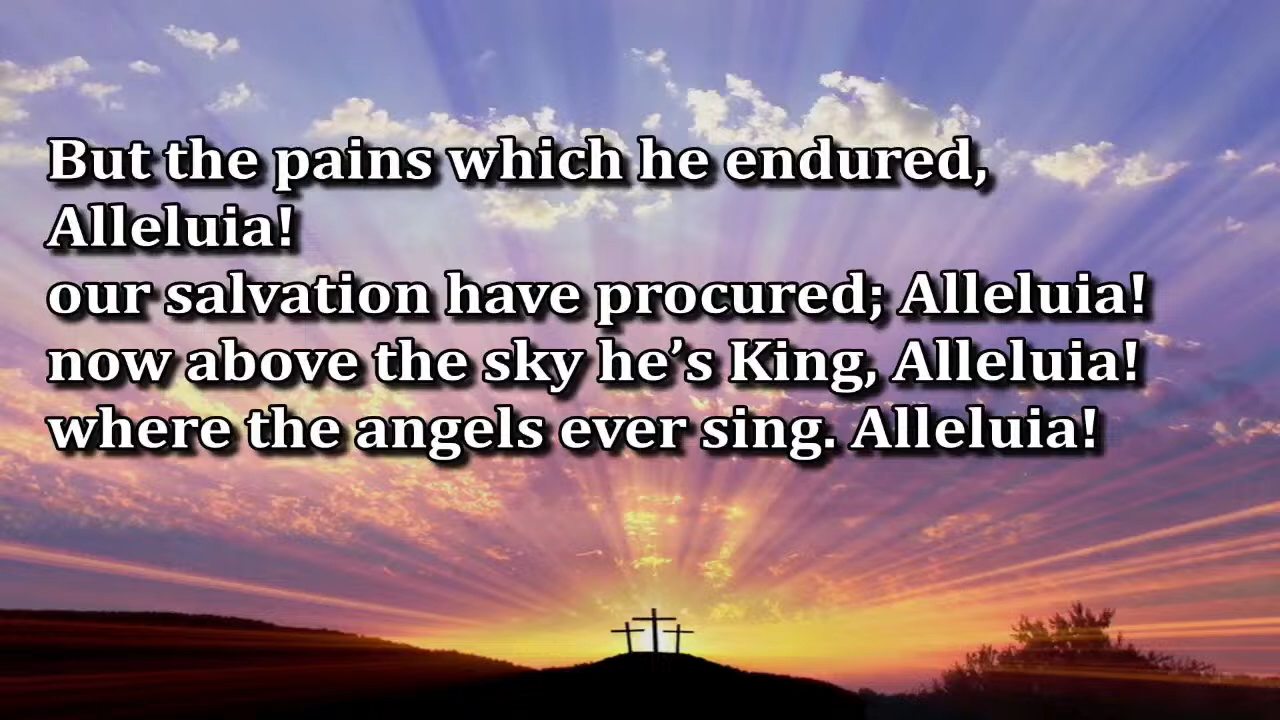 But the pains which he endured,
Alleluia!
our salvation have procured; Alleluia!
now above the sky he’s King, Alleluia!
where the angels ever sing. Alleluia!